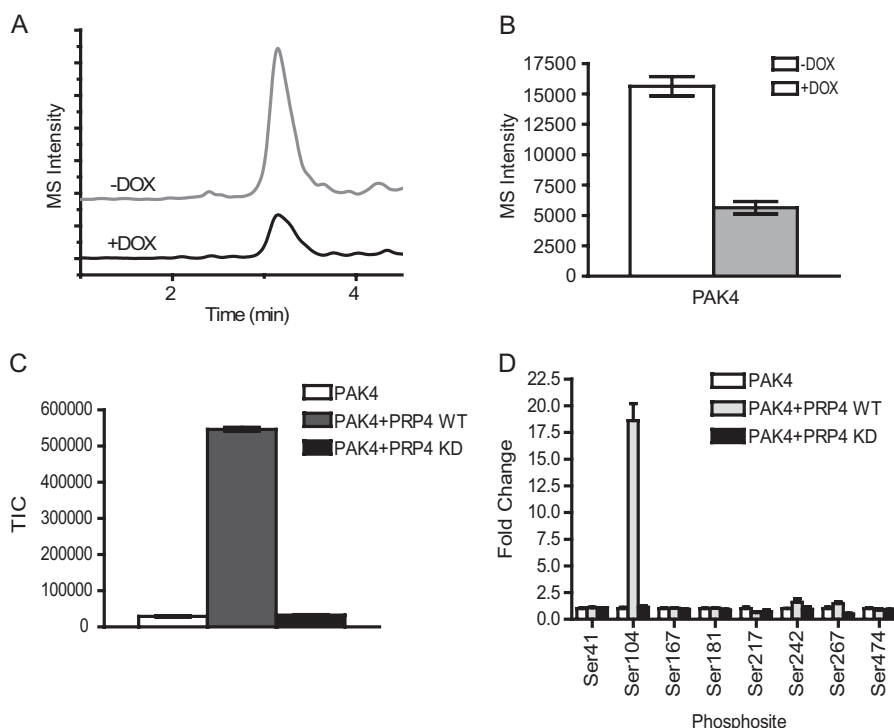 A
MS Intensity
-DOX
+DOX
2
4
Time (min)
B
17500
15000
12500
10000
7500
5000
2500
0
MS Intensity
-DOX
+DOX
PAK4
C
PAK4
PAK4+PRP4 WT
PAK4+PRP4 KD
600000
500000
400000
300000
200000
100000
0
TIC
D
PAK4
PAK4+PRP4 WT
PAK4+PRP4 KD
22.5
20.0
17.5
15.0
12.5
10.0
7.5
5.0
2.5
0.0
Fold Change
Ser41
Ser104
Ser167
Ser181
Ser217
Ser242
Ser267
Ser474
Phosphosite